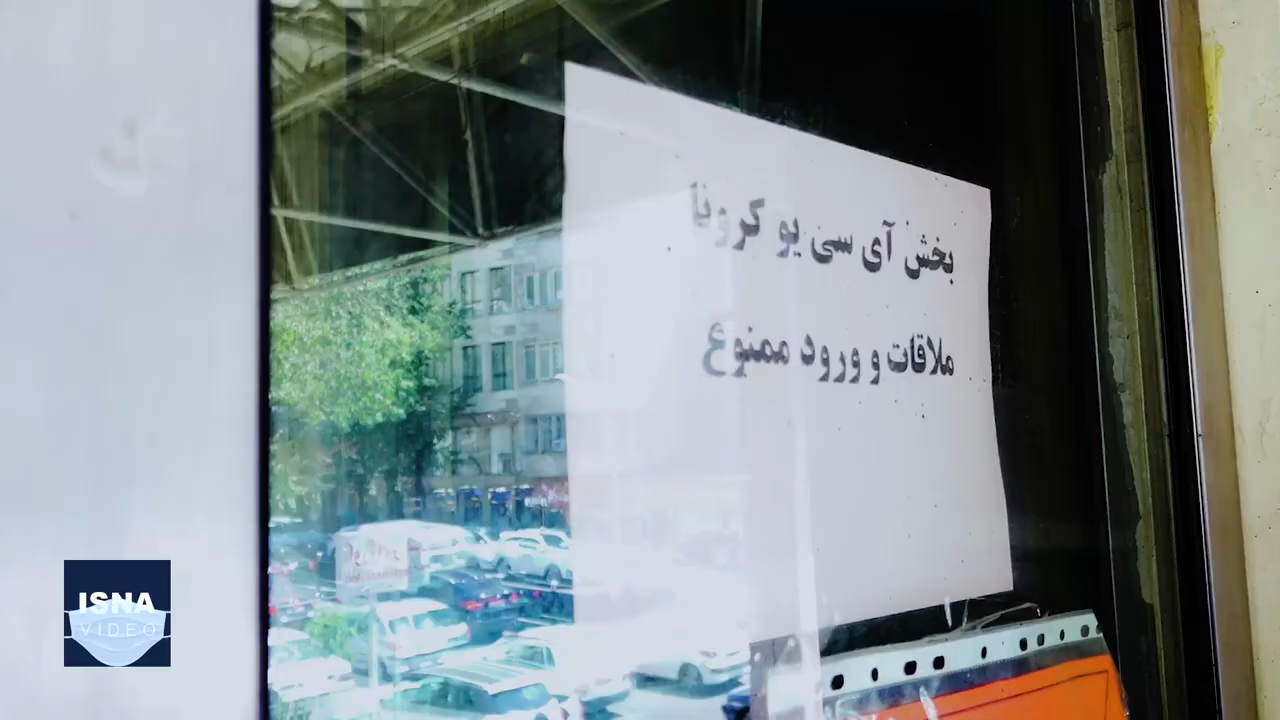 بخش آی سی یو کرونا
ملاقات و ورود ممنوع
ISNA
VIDEO